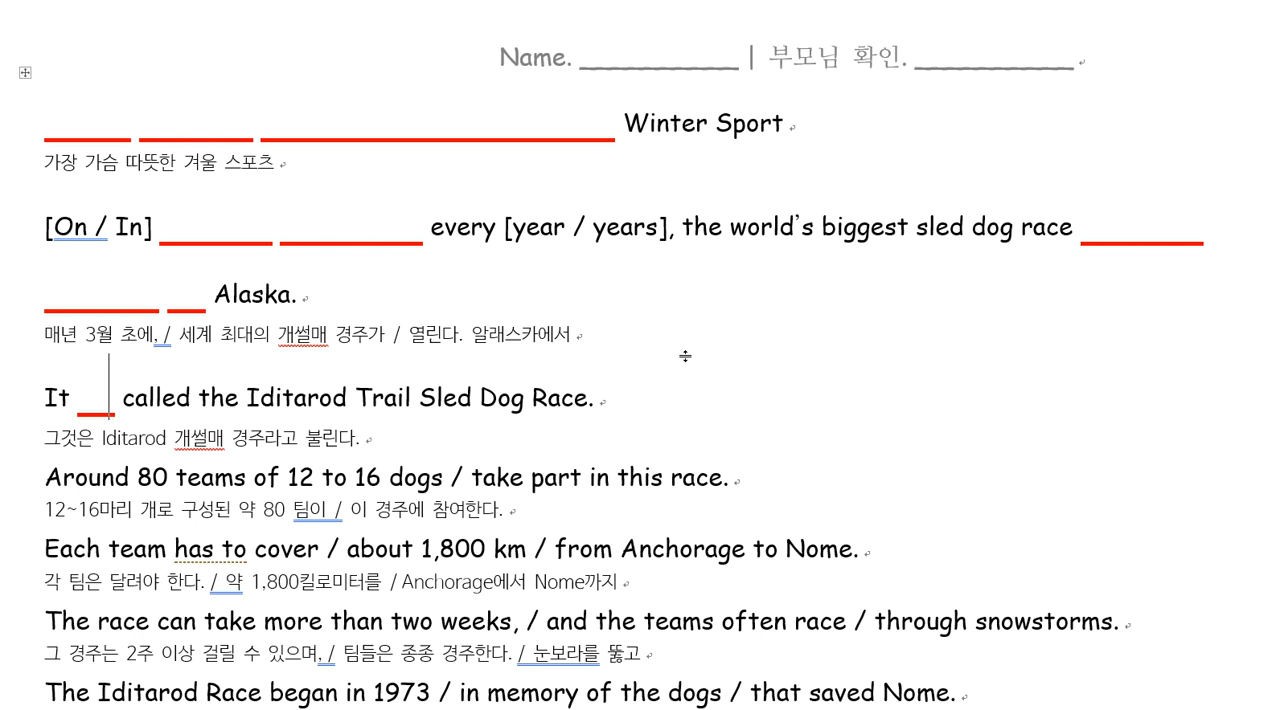 Name. __________ | 부모님 확인. __________
___ ___ ___ Winter Sport
가장 가슴 따뜻한 겨울 스포츠
[On / In] ___ ___ every [year / years], the world's biggest sled dog race ___
___ ___ Alaska.
매년 3월 초에, / 세계 최대의 개썰매 경주가 / 열린다. 알래스카에서
It ___ called the Iditarod Trail Sled Dog Race.
그것은 Iditarod 개썰매 경주라고 불린다.
Around 80 teams of 12 to 16 dogs / take part in this race.
12~16마리 개로 구성된 약 80 팀이 / 이 경주에 참여한다.
Each team has to cover / about 1,800 km / from Anchorage to Nome.
각 팀은 달려야 한다. / 약 1,800킬로미터를 / Anchorage에서 Nome까지
The race can take more than two weeks, / and the teams often race / through snowstorms.
그 경주는 2주 이상 걸릴 수 있으며, / 팀들은 종종 경주한다. / 눈보라를 뚫고
The Iditarod Race began in 1973 / in memory of the dogs / that saved Nome.